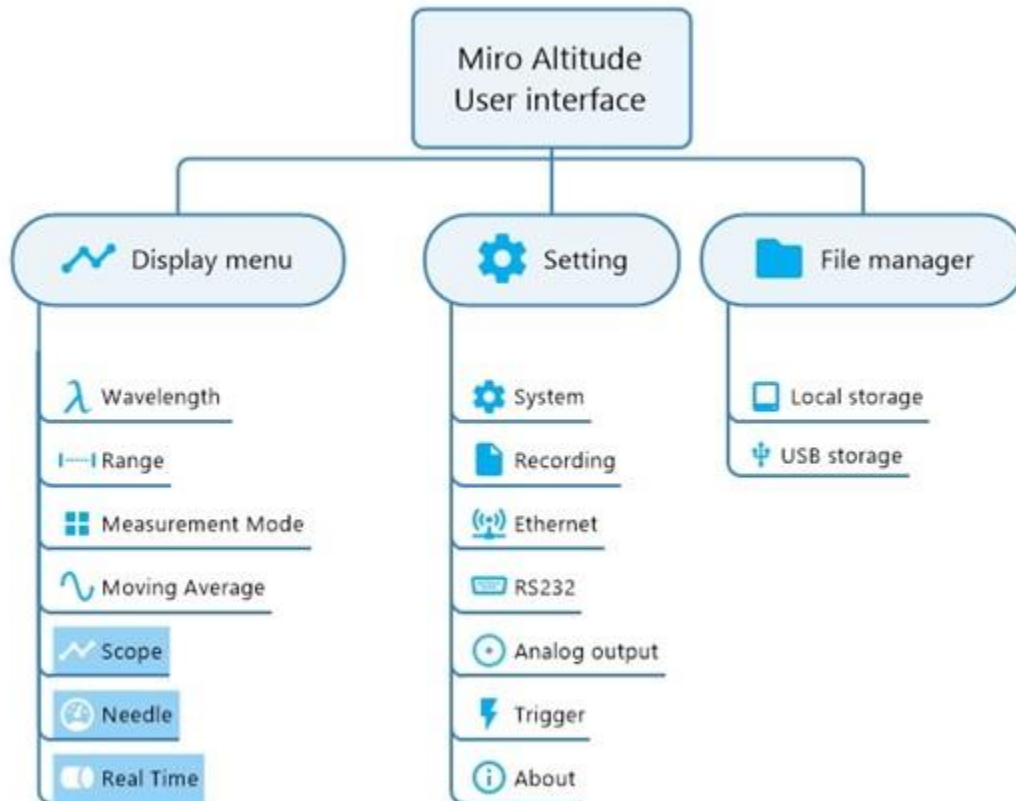 Miro Altitude
User interface
Display menu
Wavelength
Range
Measurement Mode
Moving Average
Scope
Needle
Real Time
Setting
System
Recording
Ethernet
RS232
Analog output
Trigger
About
File manager
Local storage
USB storage